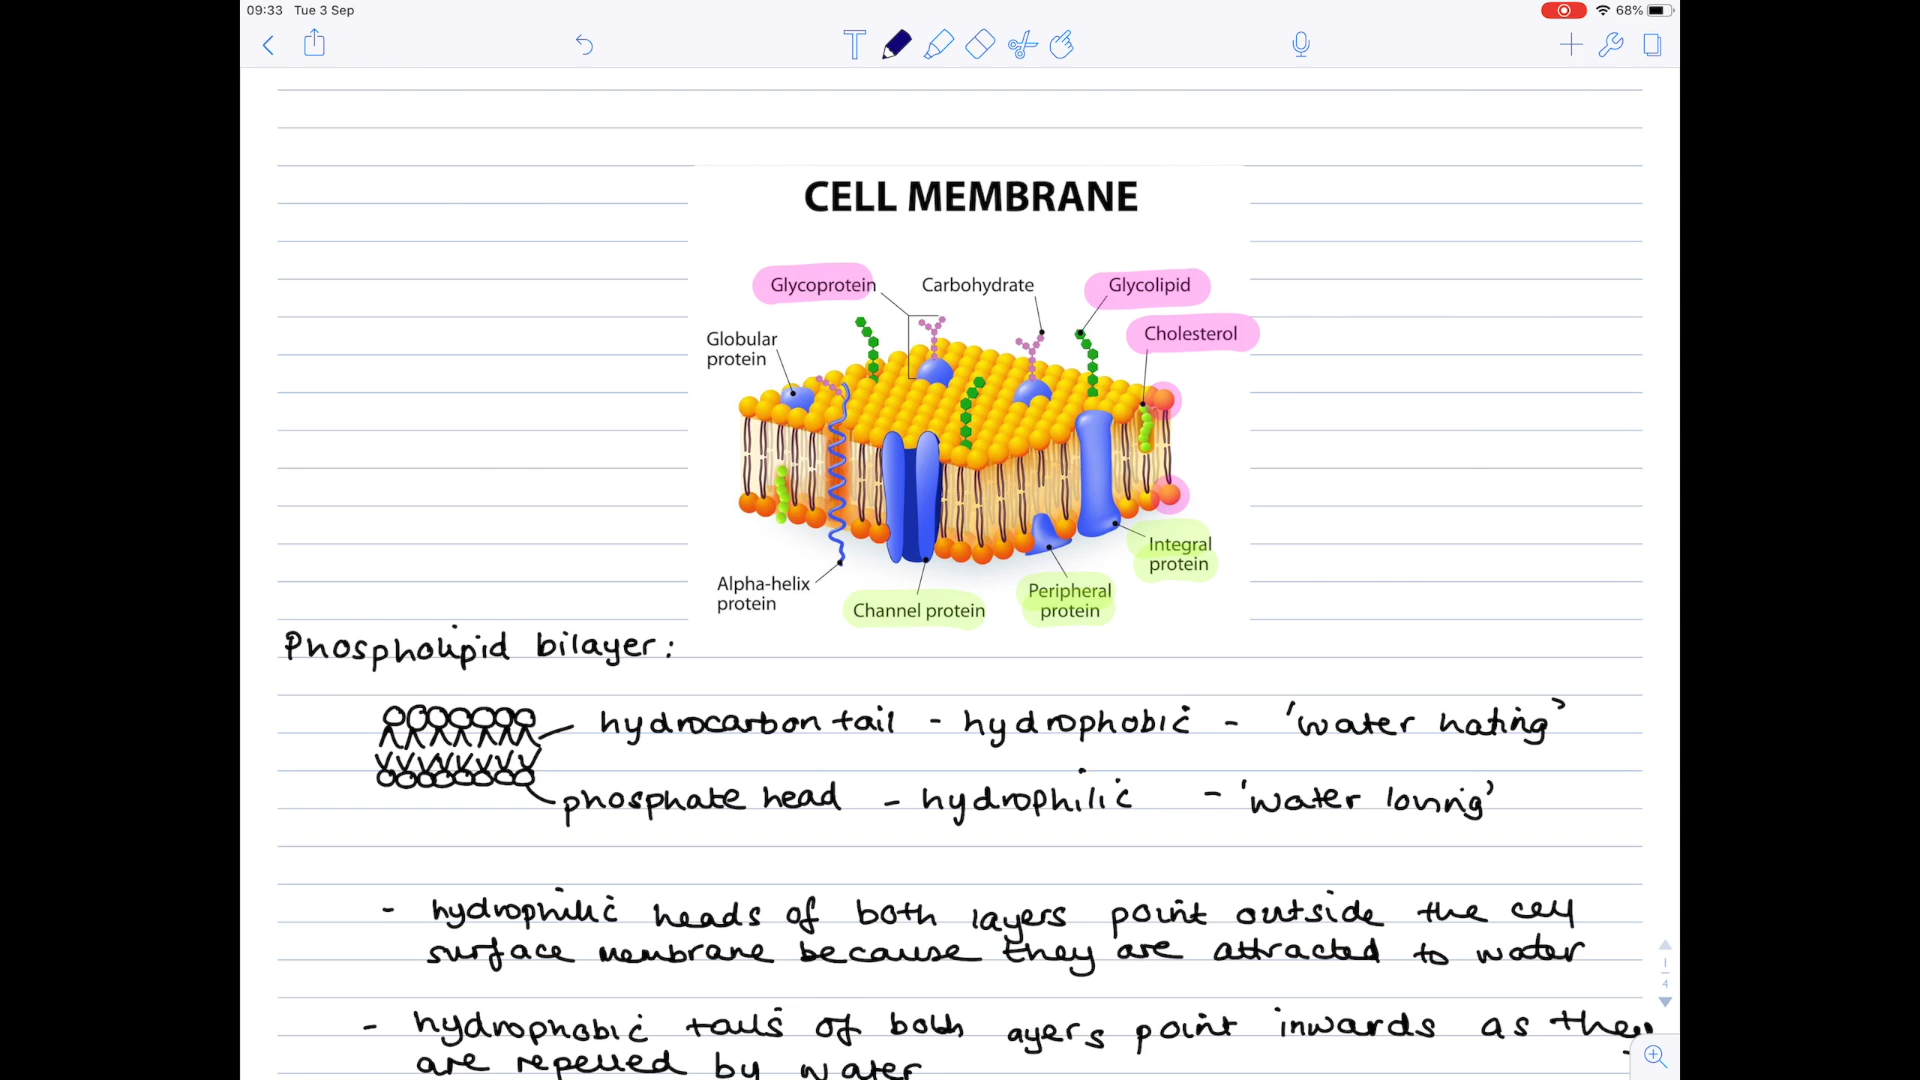 09:33 Tue 3 Sep
68%
CELL MEMBRANE
Glycoprotein
Carbohydrate
Glycolipid
Cholesterol
Globular
protein
Integral
protein
Alpha-helix
protein
Channel protein
Peripheral
protein
Phospholipid bilayer:
hydrocarbon tail - hydrophobic - 'water hating'
phosphate head - hydrophilic - 'water loving'
- hydrophilic heads of both layers point outside the cell
surface membrane because they are attracted to water
- hydrophobic tails of both ayers point inwards as they
are repelled by water
1
4